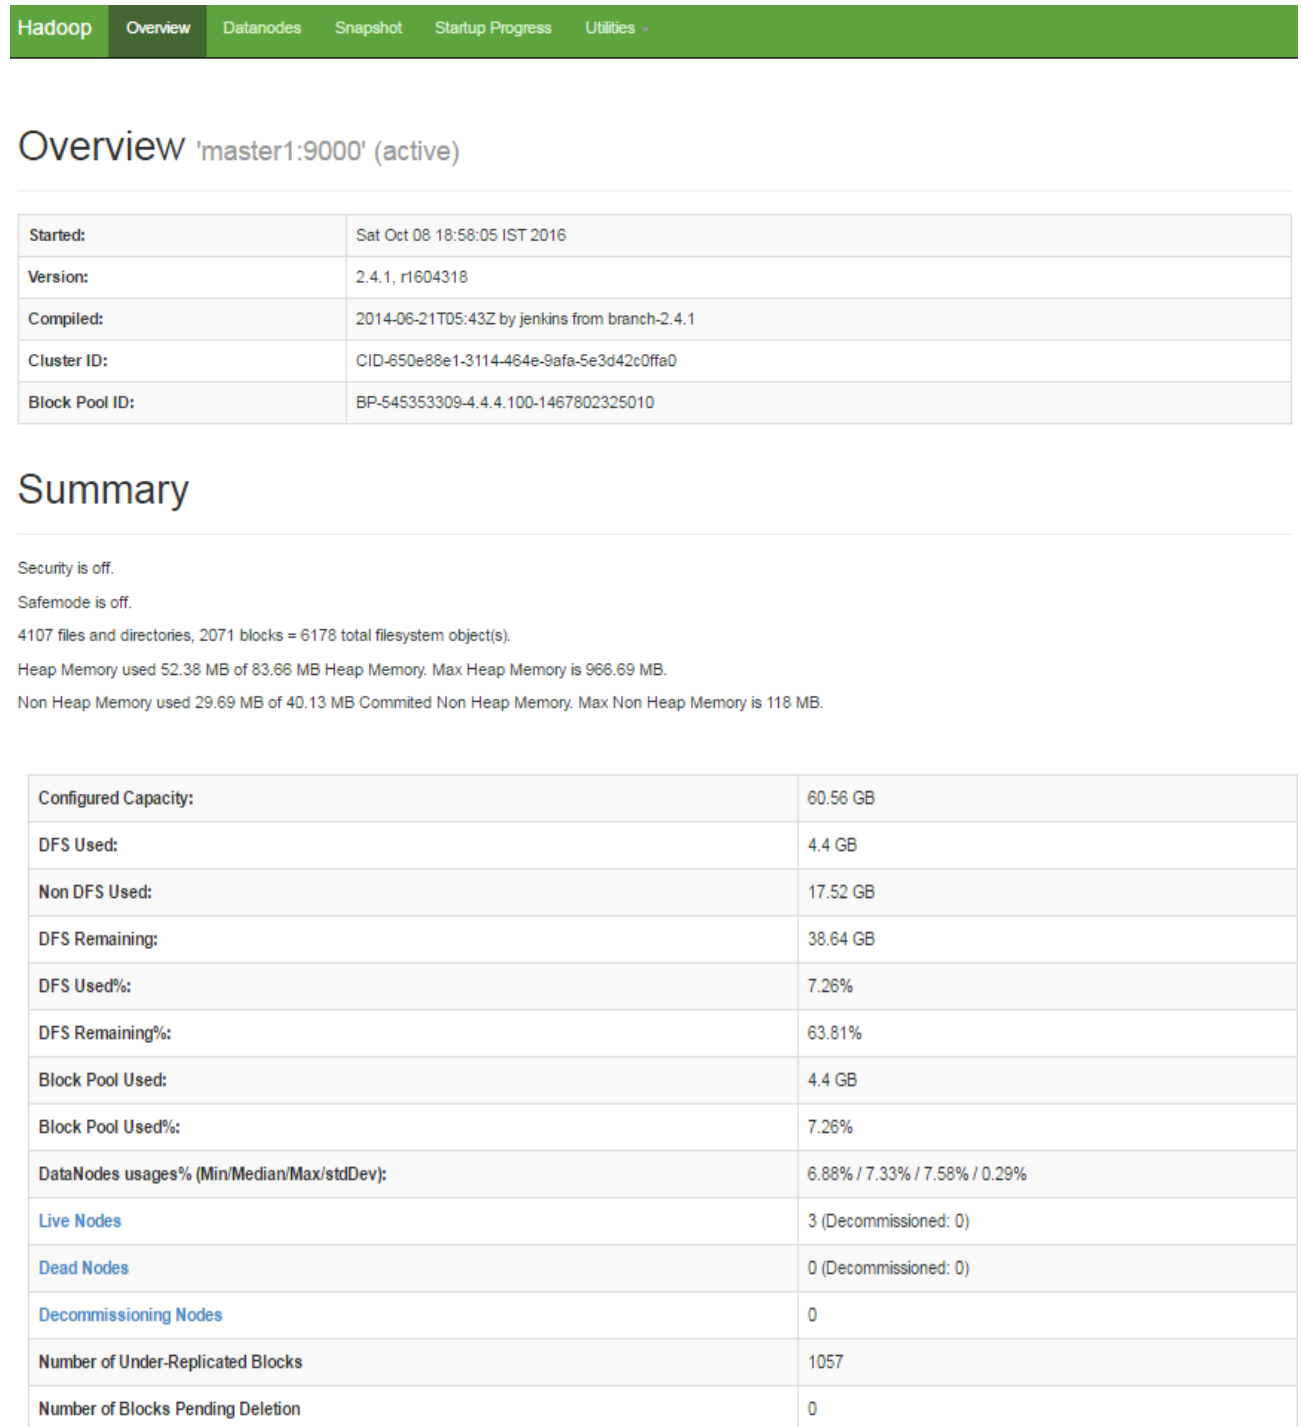 Hadoop Overview Datanodes Snapshot Startup Progress Utilities
Overview 'master1:9000' (active)
Started: Sat Oct 08 18:58:05 IST 2016
Version: 2.4.1, r1604318
Compiled: 2014-06-21T05:43Z by jenkins from branch-2.4.1
Cluster ID: CID-650e88e1-3114-464e-9afa-5e3d42c0ffa0
Block Pool ID: BP-545353309-4.4.4.100-1467802325010
Summary
Security is off.
Safemode is off.
4107 files and directories, 2071 blocks = 6178 total filesystem object(s).
Heap Memory used 52.38 MB of 83.66 MB Heap Memory. Max Heap Memory is 966.69 MB.
Non Heap Memory used 29.69 MB of 40.13 MB Commited Non Heap Memory. Max Non Heap Memory is 118 MB.
Configured Capacity: 60.56 GB
DFS Used: 4.4 GB
Non DFS Used: 17.52 GB
DFS Remaining: 38.64 GB
DFS Used%: 7.26%
DFS Remaining%: 63.81%
Block Pool Used: 4.4 GB
Block Pool Used%: 7.26%
DataNodes usages% (Min/Median/Max/stdDev): 6.88% / 7.33% / 7.58% / 0.29%
Live Nodes 3 (Decommissioned: 0)
Dead Nodes 0 (Decommissioned: 0)
Decommissioning Nodes 0
Number of Under-Replicated Blocks 1057
Number of Blocks Pending Deletion 0